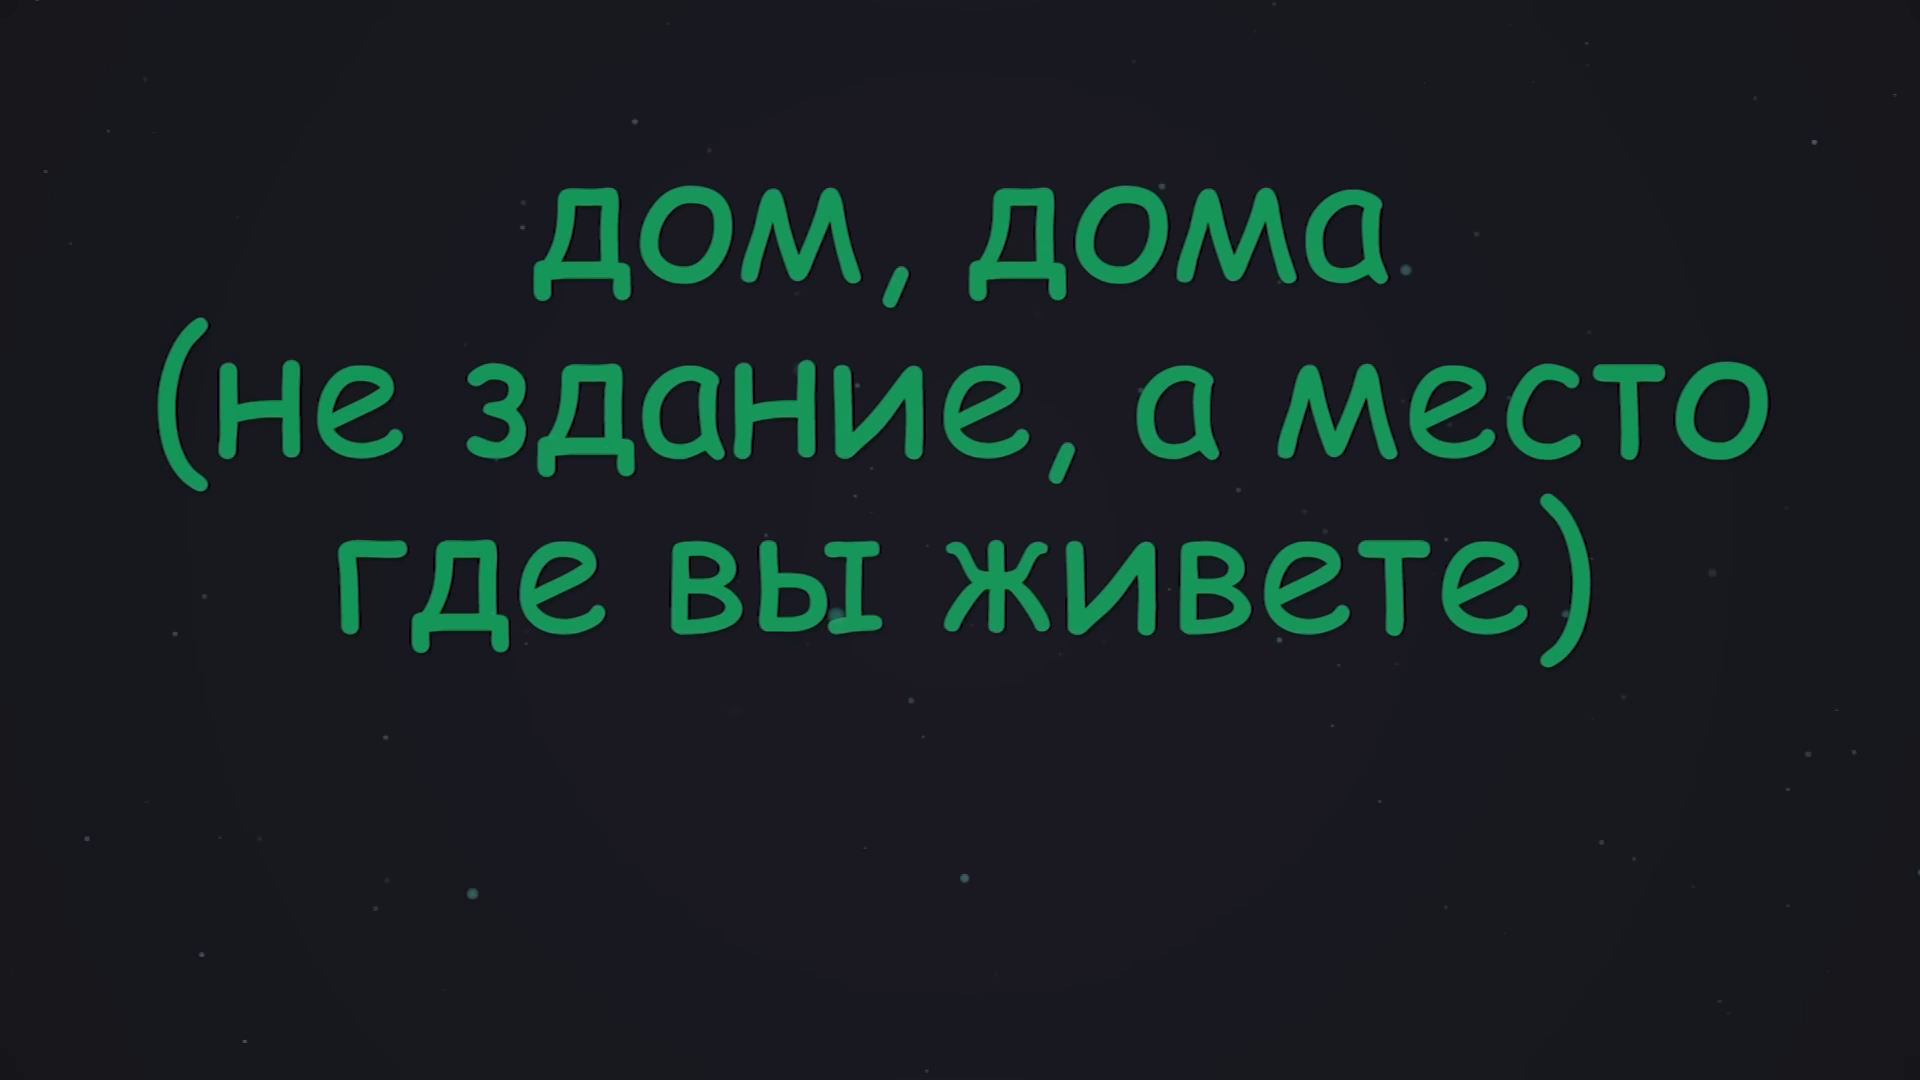 дом, дома
(не здание, а место
где вы живете)